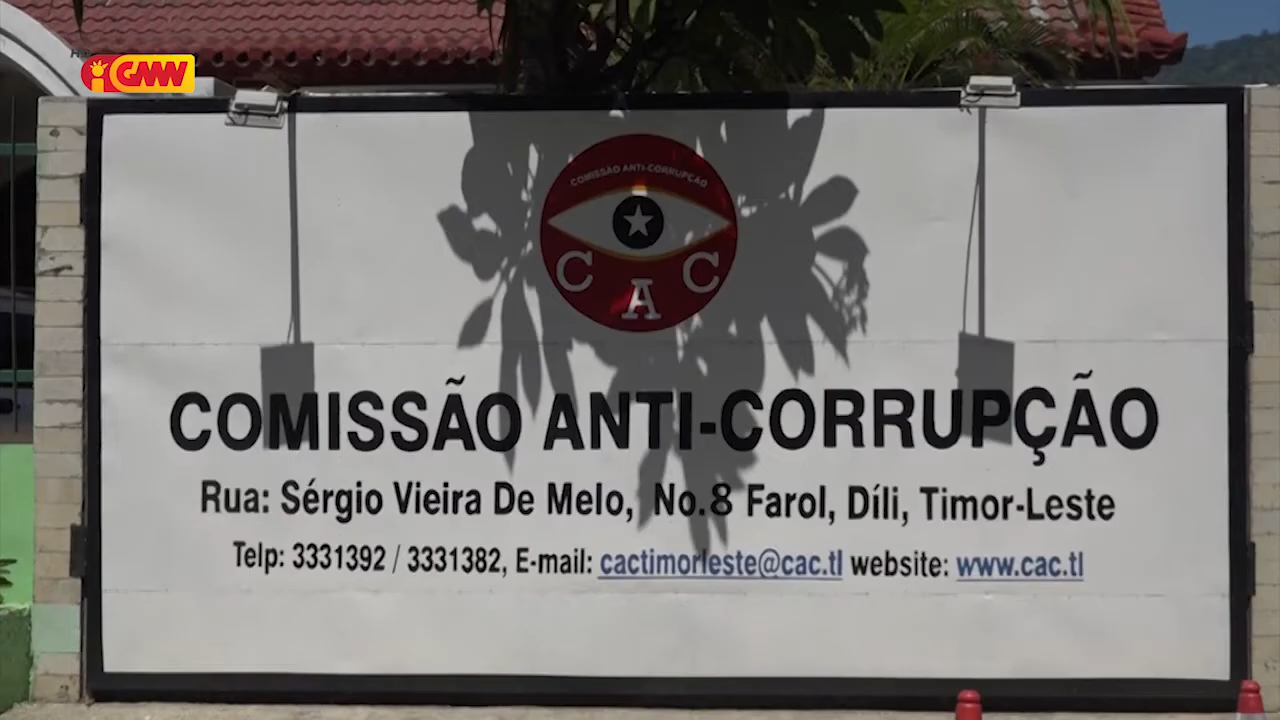 GMN
COMISSÃO ANTI-CORRUPÇÃO
C A C
COMISSÃO ANTI-CORRUPÇÃO
Rua: Sérgio Vieira De Melo, No.8 Farol, Díli, Timor-Leste
Telp: 3331392 / 3331382, E-mail: cactimorleste@cac.tl website: www.cac.tl